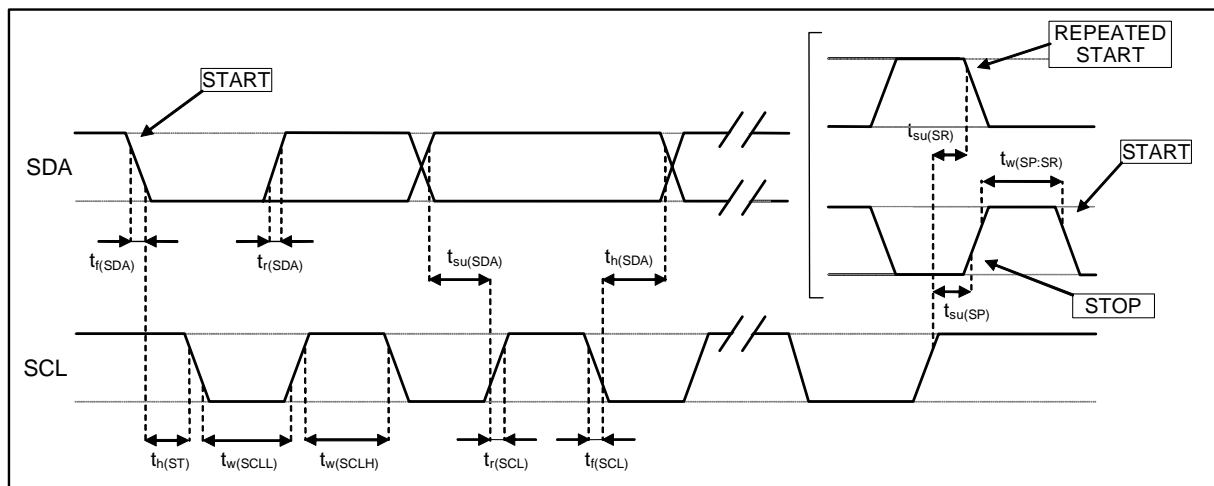 REPEATED
START
START
t_su(SR)
START
t_w(SP:SR)
SDA
t_f(SDA)
t_r(SDA)
t_su(SDA)
t_h(SDA)
STOP
t_su(SP)
SCL
t_h(ST)
t_w(SCLL)
t_w(SCLH)
t_r(SCL)
t_f(SCL)